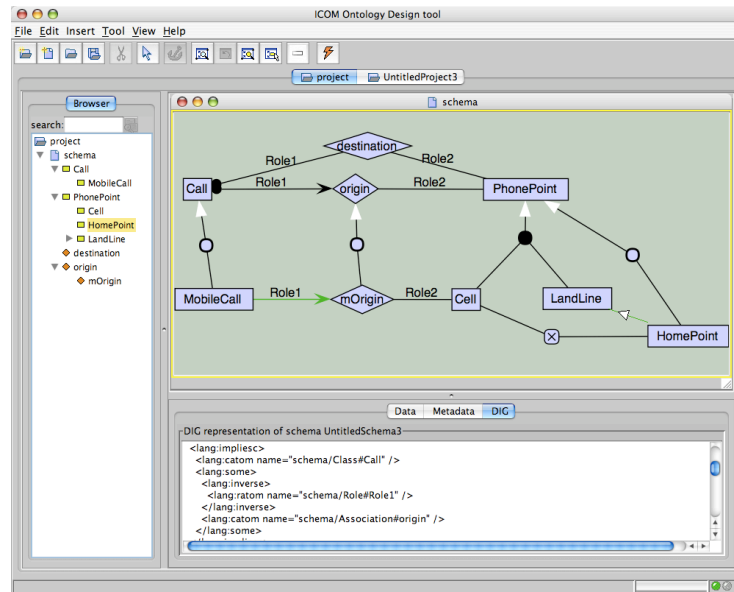 ICOM Ontology Design tool
File Edit Insert Tool View Help
project UntitledProject3
Browser
search:
project
schema
Call
MobileCall
PhonePoint
Cell
HomePoint
LandLine
destination
origin
mOrigin
schema
destination
Role1 Role2
Call Role1 origin Role2 PhonePoint
MobileCall Role1 mOrigin Role2 Cell LandLine
HomePoint
Data Metadata DIG
DIG representation of schema UntitledSchema3
<lang:impliesc>
<lang:catom name="schema/Class#Call" />
<lang:some>
<lang:inverse>
<lang:ratom name="schema/Role#Role1" />
</lang:inverse>
<lang:catom name="schema/Association#origin" />
</lang:some>